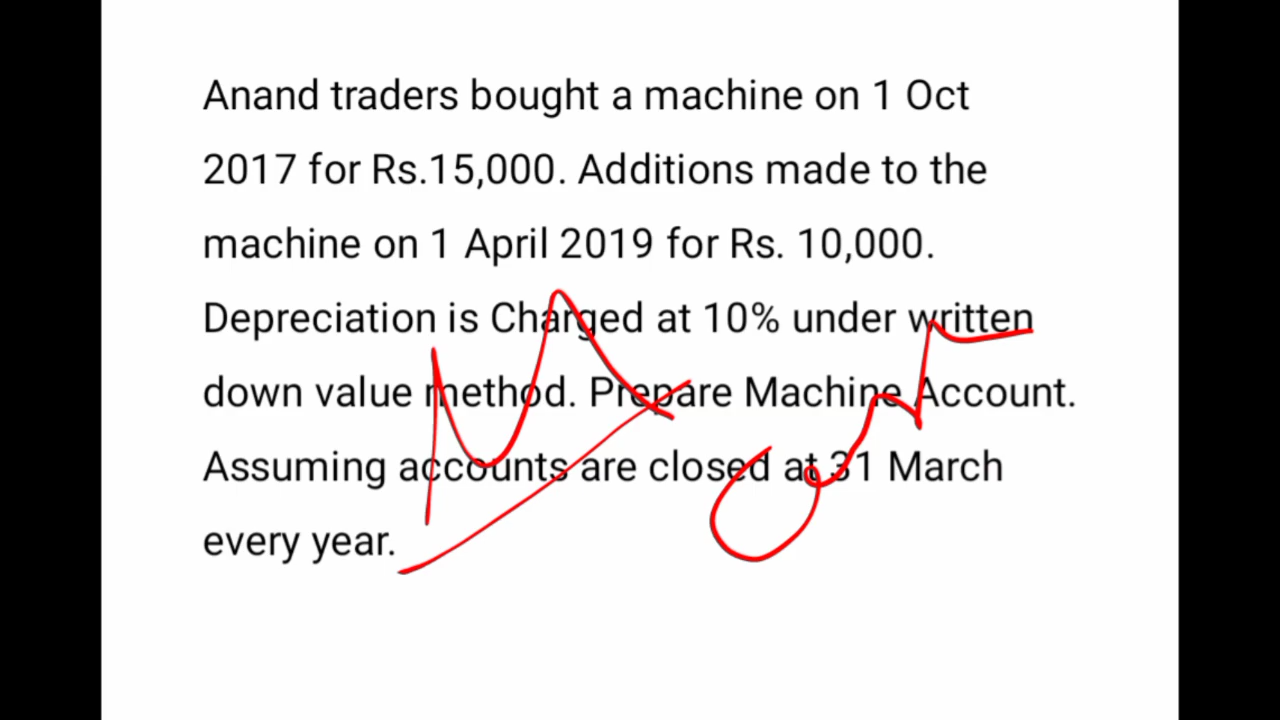 Anand traders bought a machine on 1 Oct
2017 for Rs.15,000. Additions made to the
machine on 1 April 2019 for Rs. 10,000.
Depreciation is Charged at 10% under written
down value method. Prepare Machine Account.
Assuming accounts are closed at 31 March
every year.